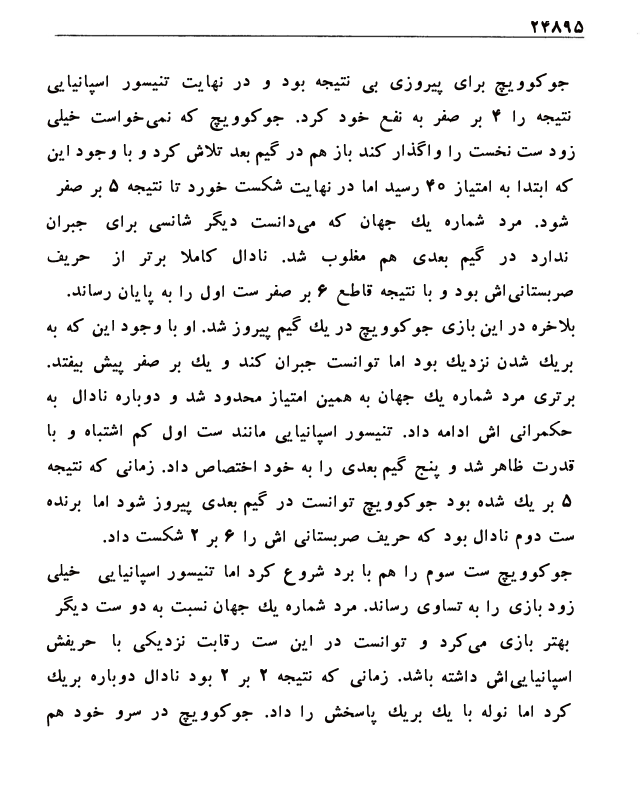 ۲۴۸۹۵
جوکوویچ برای پیروزی بی نتیجه بود و در نهایت تنیسور اسپانیایی
نتیجه را ۴ بر صفر به نفع خود کرد. جوکوویچ که نمی‌خواست خیلی
زود ست نخست را واگذار کند باز هم در گیم بعد تلاش کرد و با وجود این
که ابتدا به امتیاز ۴۰ رسید اما در نهایت شکست خورد تا نتیجه ۵ بر صفر
شود. مرد شماره یك جهان که می‌دانست دیگر شانسی برای جبران
ندارد در گیم بعدی هم مغلوب شد. نادال کاملا برتر از حریف
صربستانی‌اش بود و با نتیجه قاطع ۶ بر صفر ست اول را به پایان رساند.
بلاخره در این بازی جوکوویچ در یك گیم پیروز شد. او با وجود این که به
بریك شدن نزدیك بود اما توانست جبران کند و یك بر صفر پیش بیفتد.
برتری مرد شماره یك جهان به همین امتیاز محدود شد و دوباره نادال به
حکمرانی اش ادامه داد. تنیسور اسپانیایی مانند ست اول کم اشتباه و با
قدرت ظاهر شد و پنج گیم بعدی را به خود اختصاص داد. زمانی که نتیجه
۵ بر یك شده بود جوکوویچ توانست در گیم بعدی پیروز شود اما برنده
ست دوم نادال بود که حریف صربستانی اش را ۶ بر ۲ شکست داد.
جوکوویچ ست سوم را هم با برد شروع کرد اما تنیسور اسپانیایی خیلی
زود بازی را به تساوی رساند. مرد شماره یك جهان نسبت به دو ست دیگر
بهتر بازی می‌کرد و توانست در این ست رقابت نزدیکی با حریفش
اسپانیایی‌اش داشته باشد. زمانی که نتیجه ۲ بر ۲ بود نادال دوباره بریك
کرد اما نوله با یك بریك پاسخش را داد. جوکوویچ در سرو خود هم